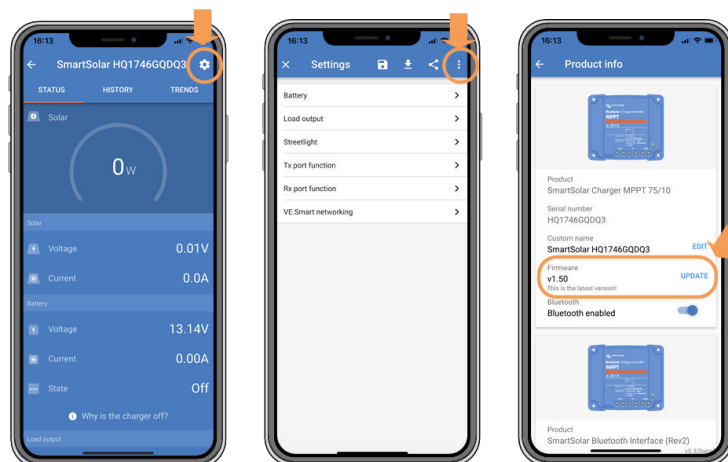 16:13
SmartSolar HQ1746GQDQ3
STATUS HISTORY TRENDS
Solar
0W
Solar
Voltage 0.01V
Current 0.0A
Battery
Voltage 13.14V
Current 0.00A
State Off
Why is the charger off?
Load output
16:13
Settings
Battery
Load output
Streetlight
Tx port function
Rx port function
VE.Smart networking
16:13
Product info
MPPT
Product
SmartSolar Charger MPPT 75/10
Serial number
HQ1746GQDQ3
Custom name
SmartSolar HQ1746GQDQ3 EDIT
Firmware
v1.50 UPDATE
This is the latest version!
Bluetooth
Bluetooth enabled
MPPT
Product
SmartSolar Bluetooth Interface (Rev2)